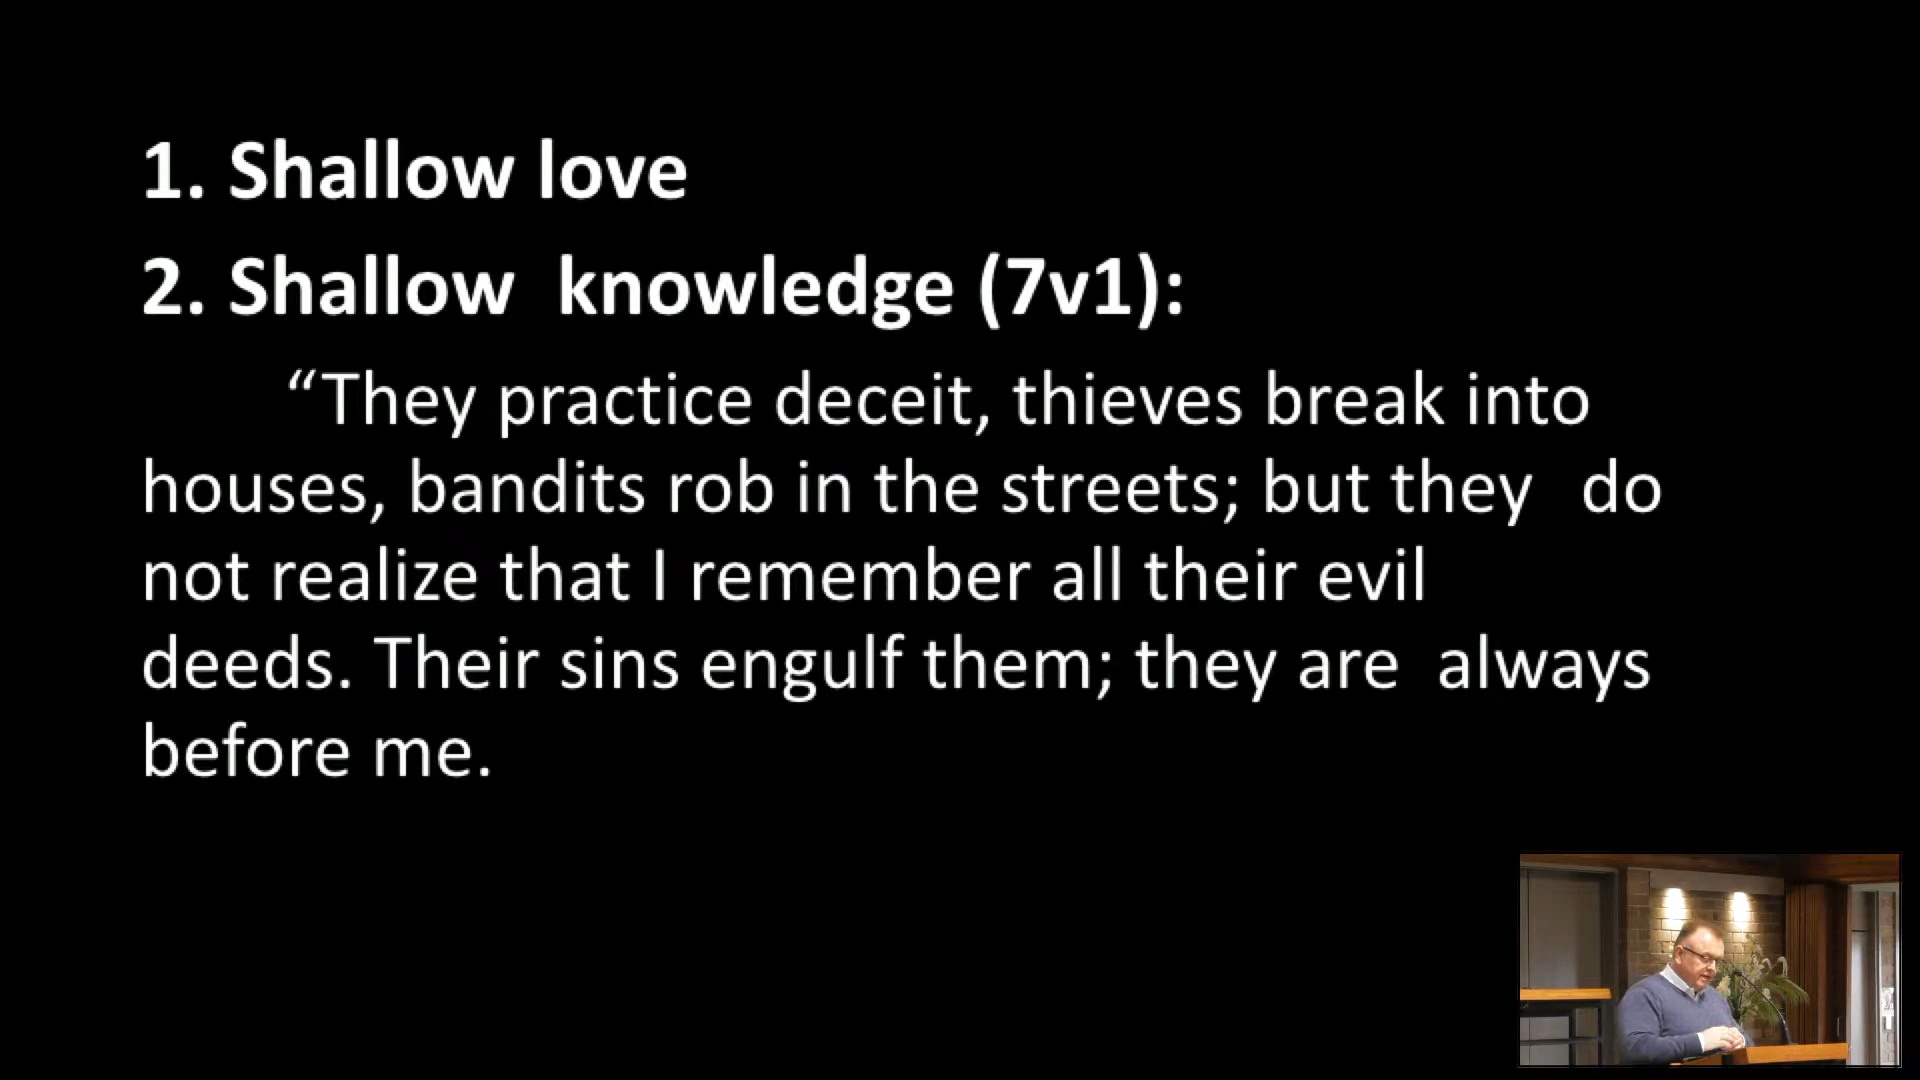 1. Shallow love
2. Shallow  knowledge (7v1):
“They practice deceit, thieves break into
houses, bandits rob in the streets; but they   do
not realize that I remember all their evil
deeds. Their sins engulf them; they are  always
before me.